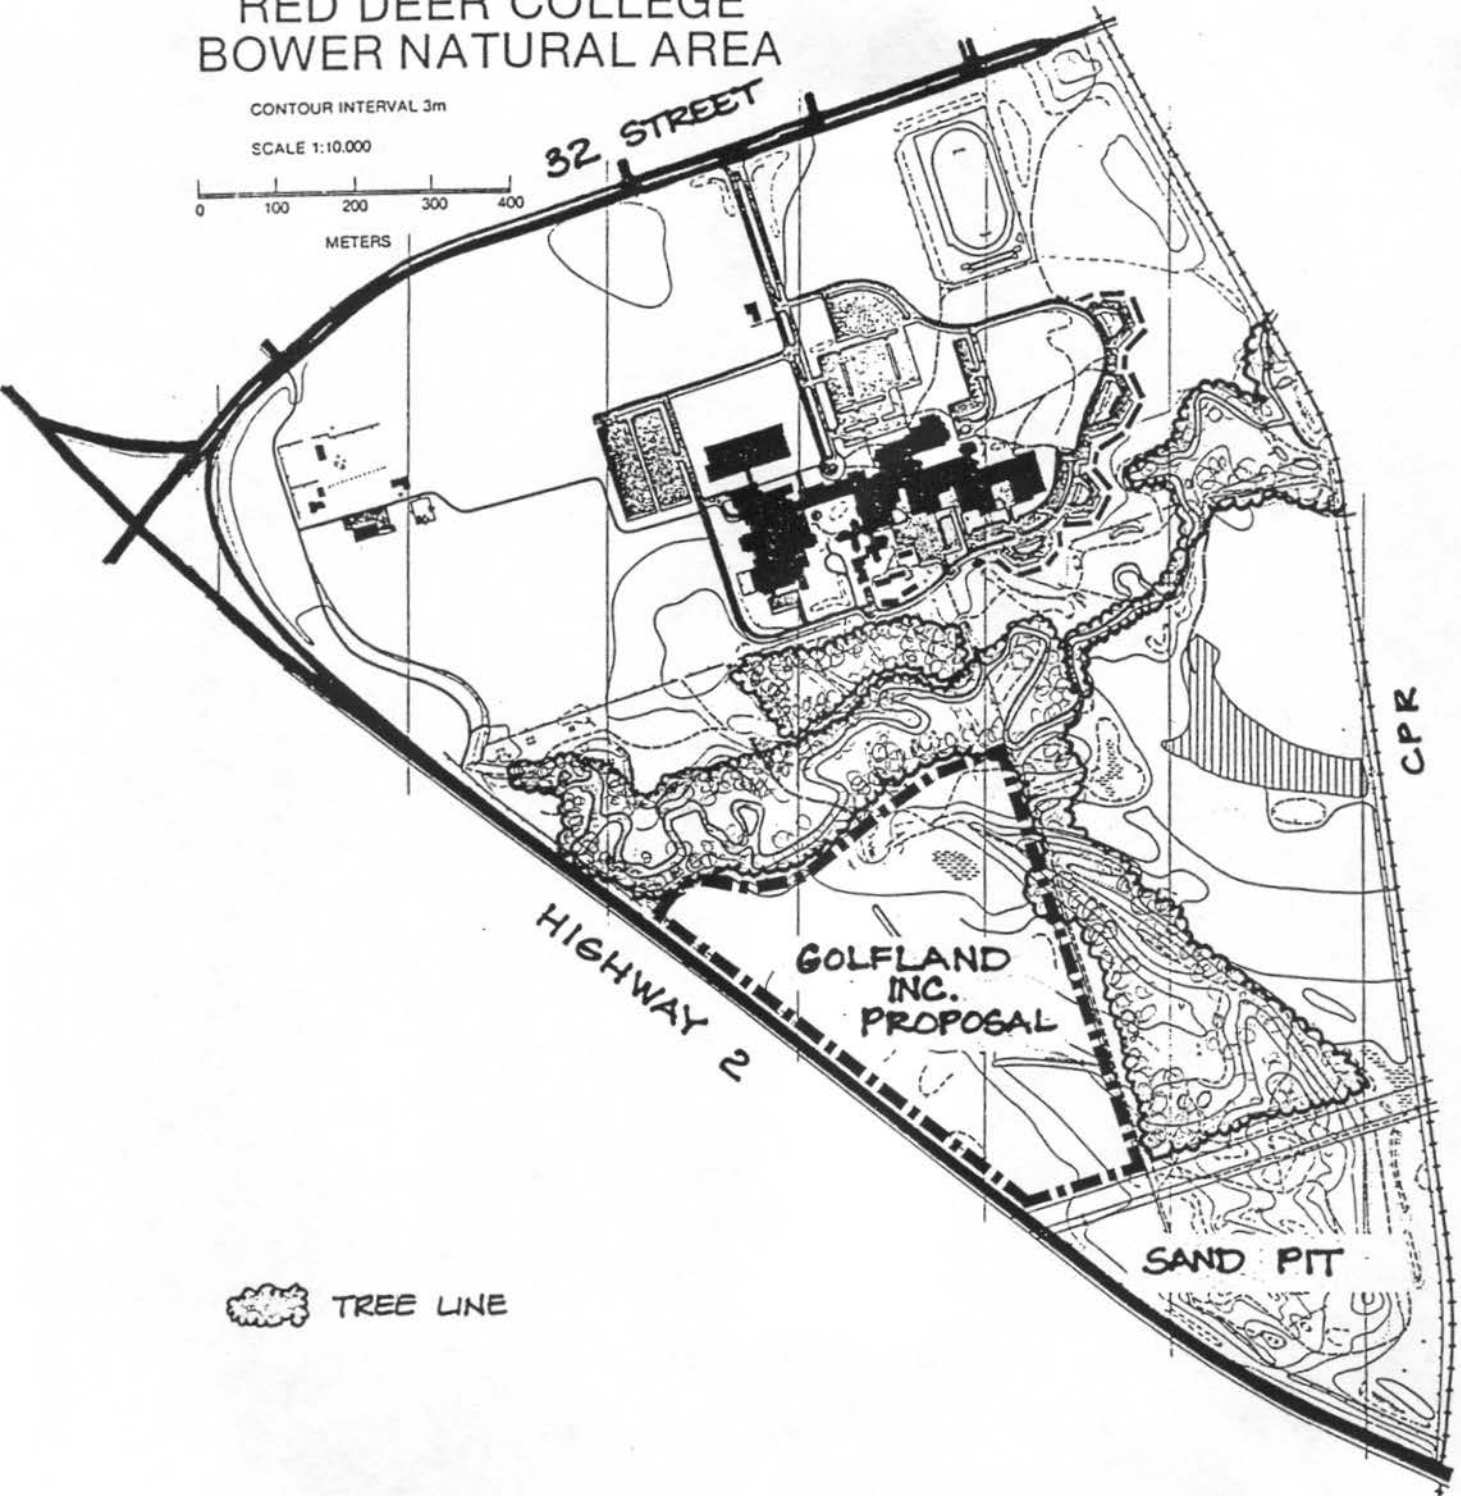 RED DEER COLLEGE
BOWER NATURAL AREA
CONTOUR INTERVAL 3m
SCALE 1:10.000
0 100 200 300 400
METERS
32 STREET
CPR
HIGHWAY 2
GOLFLAND
INC.
PROPOSAL
SAND PIT
TREE LINE